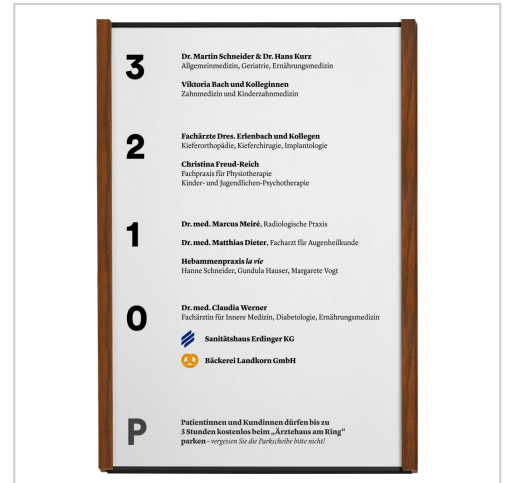 3
Dr. Martin Schneider & Dr. Hans Kurz
Allgemeinmedizin, Geriatrie, Ernährungsmedizin
Viktoria Bach und Kolleginnen
Zahnmedizin und Kinderzahnmedizin
2
Fachärzte Dres. Erlenbach und Kollegen
Kieferorthopädie, Kieferchirugie, Implantologie
Christina Freud-Reich
Fachpraxis für Physiotherapie
Kinder- und Jugendlichen-Psychotherapie
1
Dr. med. Marcus Meiré, Radiologische Praxis
Dr. med. Matthias Dieter, Facharzt für Augenheilkunde
Hebammenpraxis la vie
Hanne Schneider, Gundula Hauser, Margarete Vogt
0
Dr. med. Claudia Werner
Fachärztin für Innere Medizin, Diabetologie, Ernährungsmedizin
Sanitätshaus Erdinger KG
Bäckerei Landkorn GmbH
P
Patientinnen und Kundinnen dürfen bis zu
3 Stunden kostenlos beim „Ärztehaus am Ring“
parken – vergessen Sie die Parkscheibe bitte nicht!